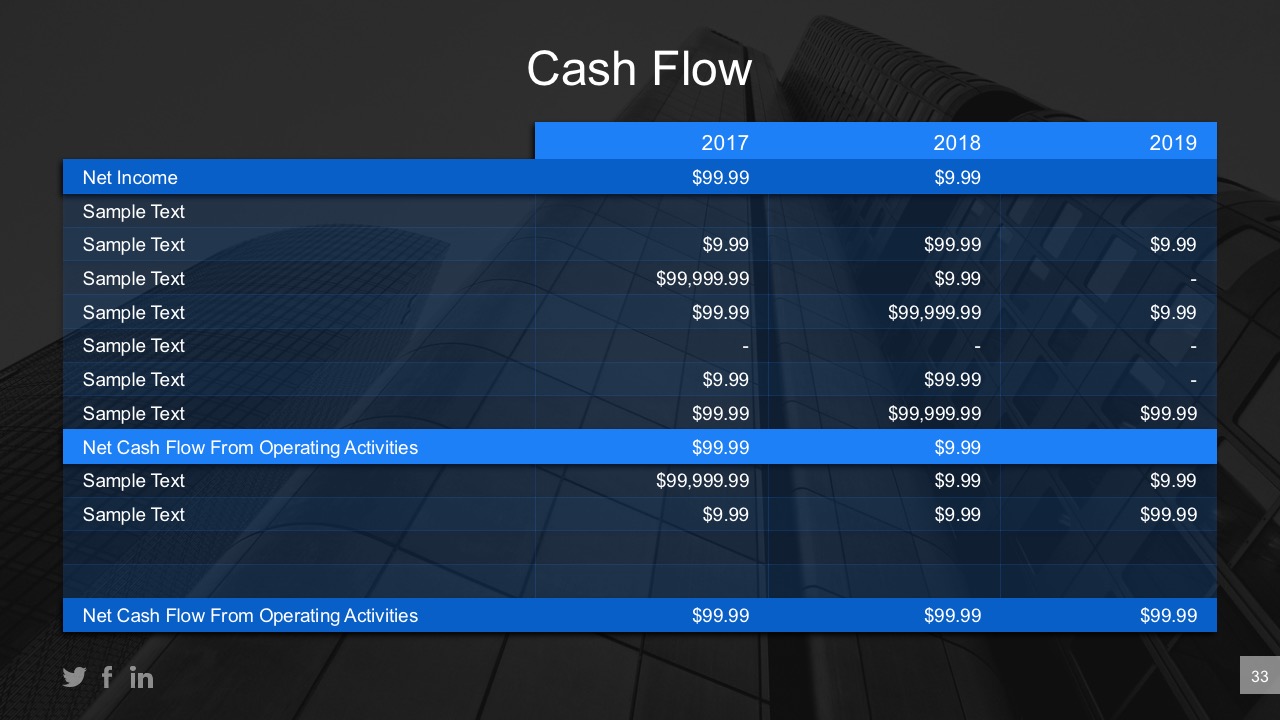 Cash Flow
2017 2018 2019
Net Income $99.99 $9.99
Sample Text
Sample Text $9.99 $99.99 $9.99
Sample Text $99,999.99 $9.99 -
Sample Text $99.99 $99,999.99 $9.99
Sample Text - - -
Sample Text $9.99 $99.99 -
Sample Text $99.99 $99,999.99 $99.99
Net Cash Flow From Operating Activities $99.99 $9.99
Sample Text $99,999.99 $9.99 $9.99
Sample Text $9.99 $9.99 $99.99
Net Cash Flow From Operating Activities $99.99 $99.99 $99.99
33